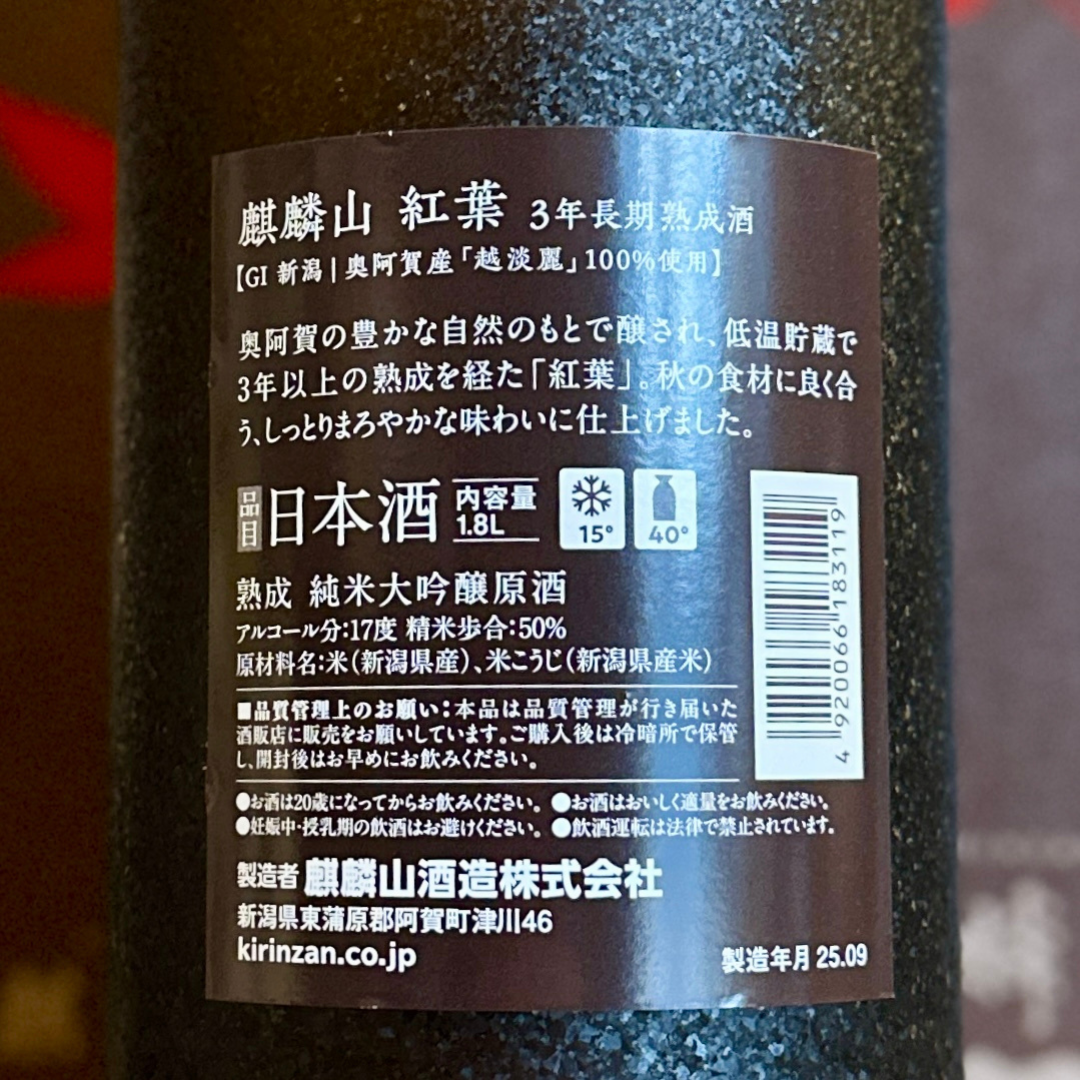 麒麟山 紅葉 3年長期熟成酒
【GI 新潟 | 奥阿賀産「越淡麗」100%使用】
奥阿賀の豊かな自然のもとで醸され、低温貯蔵で
3年以上の熟成を経た「紅葉」。秋の食材に良く合
う、しっとりまろやかな味わいに仕上げました。
品目 日本酒 内容量 1.8L 15° 40°
熟成 純米大吟醸原酒
アルコール分:17度 精米歩合:50%
原材料名:米(新潟県産)、米こうじ(新潟県産米)
■品質管理上のお願い:本品は品質管理が行き届いた
酒販店に販売をお願いしています。ご購入後は冷暗所で保管
し、開封後はお早めにお飲みください。
●お酒は20歳になってからお飲みください。 ●お酒はおいしく適量をお飲みください。
●妊娠中・授乳期の飲酒はお避けください。 ●飲酒運転は法律で禁止されています。
製造者 麒麟山酒造株式会社
新潟県東蒲原郡阿賀町津川46
kirinzan.co.jp
製造年月 25.09
4 920066 183119